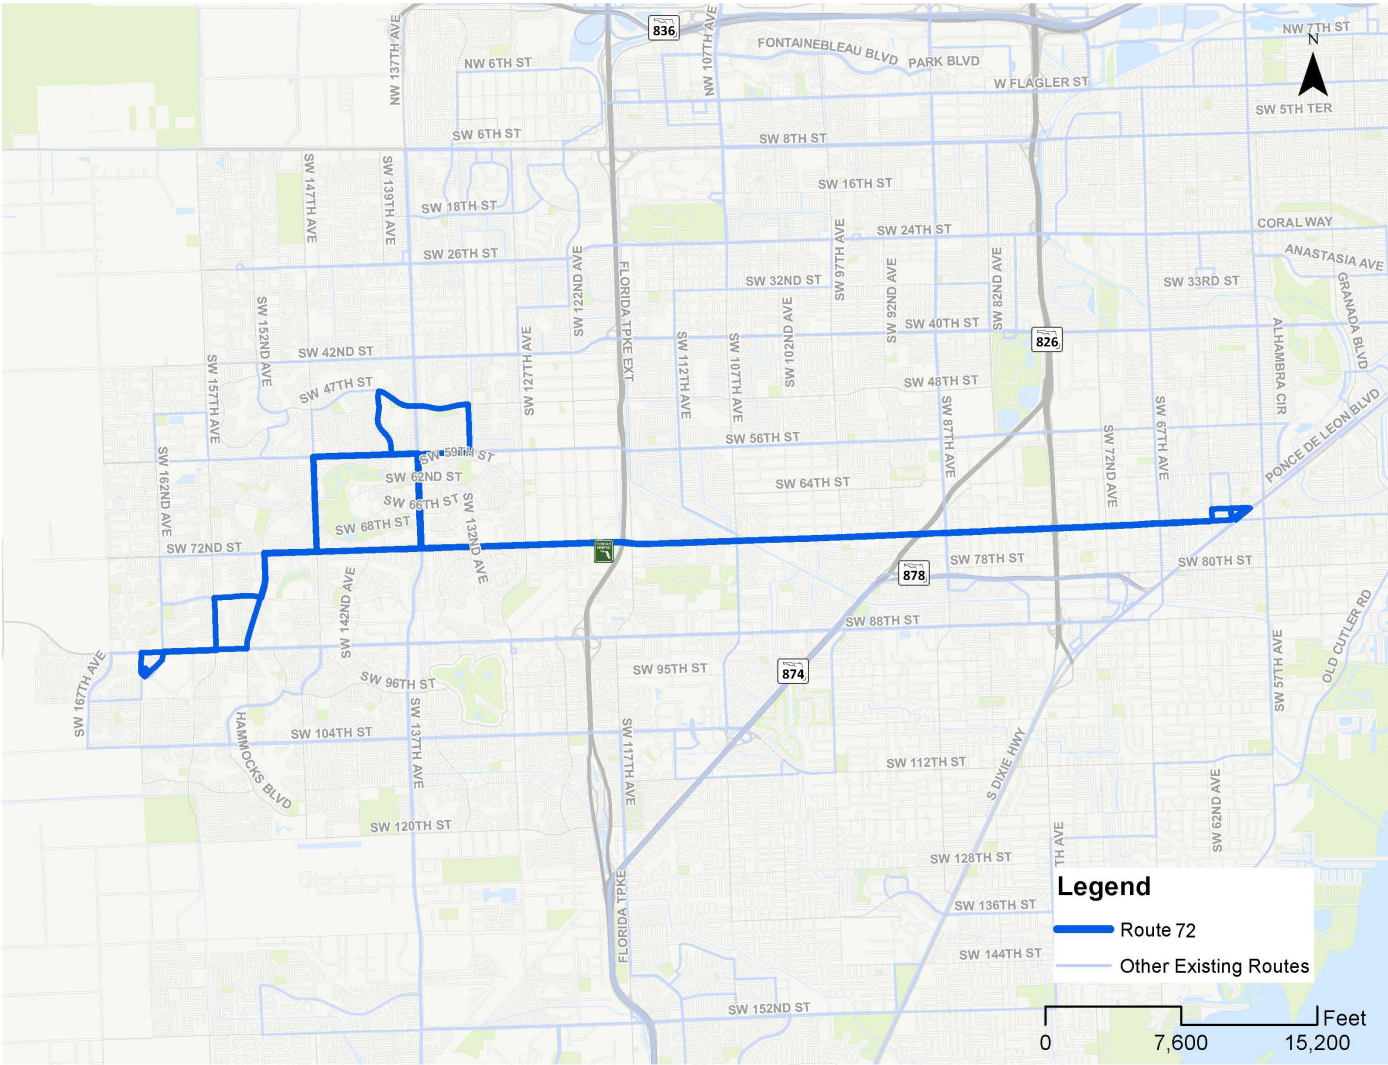 836
NW 7TH ST
N
NW 137TH AVE
NW 107TH AVE
FONTAINEBLEAU BLVD
PARK BLVD
NW 6TH ST
W FLAGLER ST
SW 5TH TER
SW 6TH ST
SW 8TH ST
SW 147TH AVE
SW 139TH AVE
SW 16TH ST
SW 18TH ST
CORAL WAY
SW 24TH ST
SW 26TH ST
SW 122ND AVE
FLORIDA TPKE EXT
SW 97TH AVE
SW 92ND AVE
SW 82ND AVE
ANASTASIA AVE
SW 32ND ST
SW 33RD ST
GRANADA BLVD
SW 152ND AVE
SW 102ND AVE
SW 40TH ST
826
ALHAMBRA CIR
SW 127TH AVE
SW 112TH AVE
SW 107TH AVE
SW 42ND ST
SW 157TH AVE
SW 47TH ST
SW 48TH ST
PONCE DE LEON BLVD
SW 87TH AVE
SW 67TH AVE
SW 72ND AVE
SW 56TH ST
SW 59TH ST
SW 162ND AVE
SW 62ND ST
SW 64TH ST
SW 66TH ST
SW 132ND AVE
SW 68TH ST
SW 72ND ST
SW 78TH ST
SW 80TH ST
878
SW 142ND AVE
OLD CUTLER RD
SW 88TH ST
SW 57TH AVE
SW 167TH AVE
SW 95TH ST
874
SW 96TH ST
HAMMOCKS BLVD
SW 137TH AVE
SW 104TH ST
SW 117TH AVE
S DIXIE HWY
SW 112TH ST
SW 62ND AVE
SW 120TH ST
TH AVE
SW 128TH ST
FLORIDA TPKE
SW 136TH ST
SW 144TH ST
SW 152ND ST
Legend
Route 72
Other Existing Routes
Feet
0 7,600 15,200